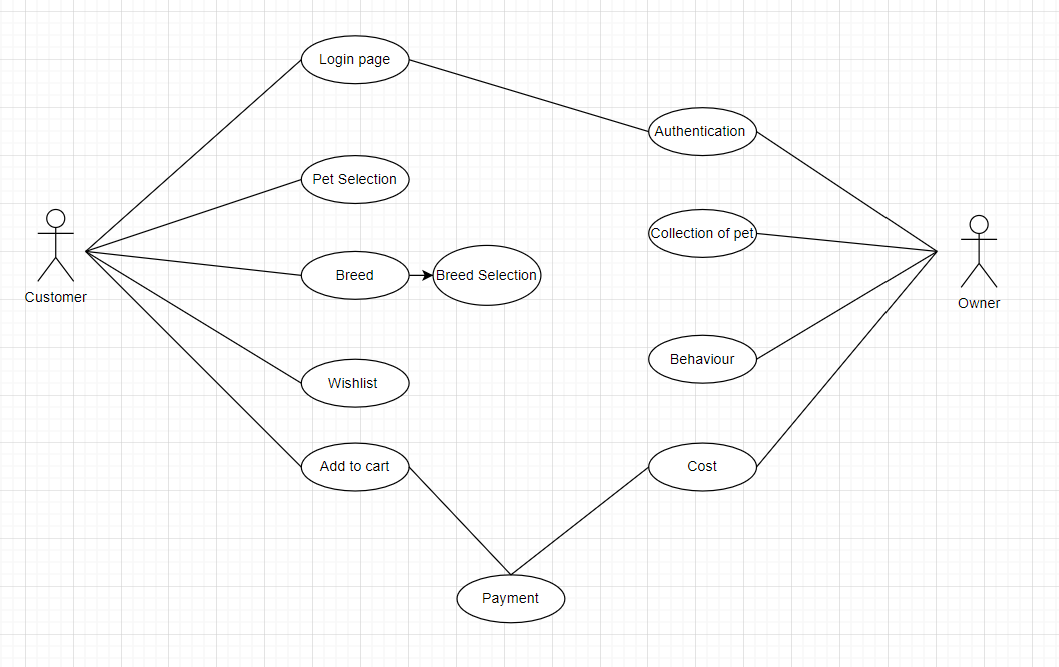 Login page
Authentication
Pet Selection
Collection of pet
Breed
Breed Selection
Customer
Owner
Behaviour
Wishlist
Add to cart
Cost
Payment